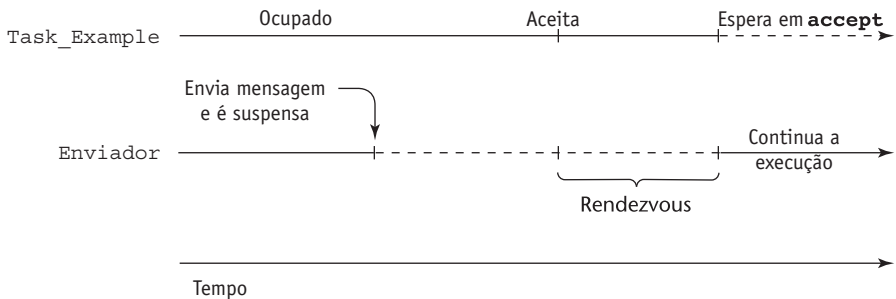 Ocupado
Aceita
Espera em accept
Task_Example
Envia mensagem
e é suspensa
Enviador
Continua a
execução
Rendezvous
Tempo